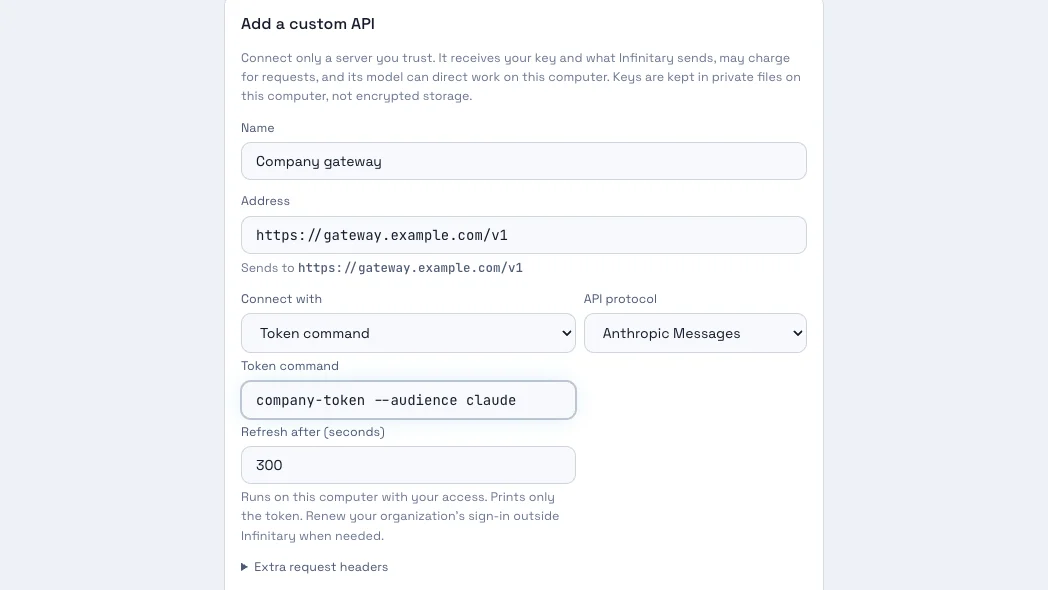 Add a custom API
Connect only a server you trust. It receives your key and what Infinitary sends, may charge
for requests, and its model can direct work on this computer. Keys are kept in private files on
this computer, not encrypted storage.
Name
Company gateway
Address
https://gateway.example.com/v1
Sends to https://gateway.example.com/v1
Connect with
API protocol
Token command
Anthropic Messages
Token command
company-token --audience claude
Refresh after (seconds)
300
Runs on this computer with your access. Prints only
the token. Renew your organization's sign-in outside
Infinitary when needed.
Extra request headers